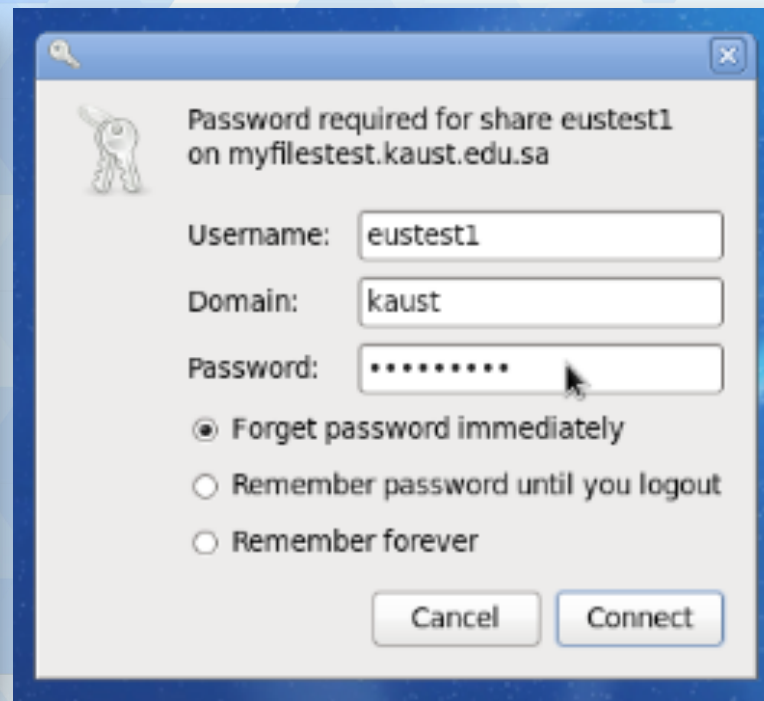 Password required for share eustest1
on myfilestest.kaust.edu.sa
Username: eustest1
Domain: kaust
Password: •••••••••
Forget password immediately
Remember password until you logout
Remember forever
Cancel Connect